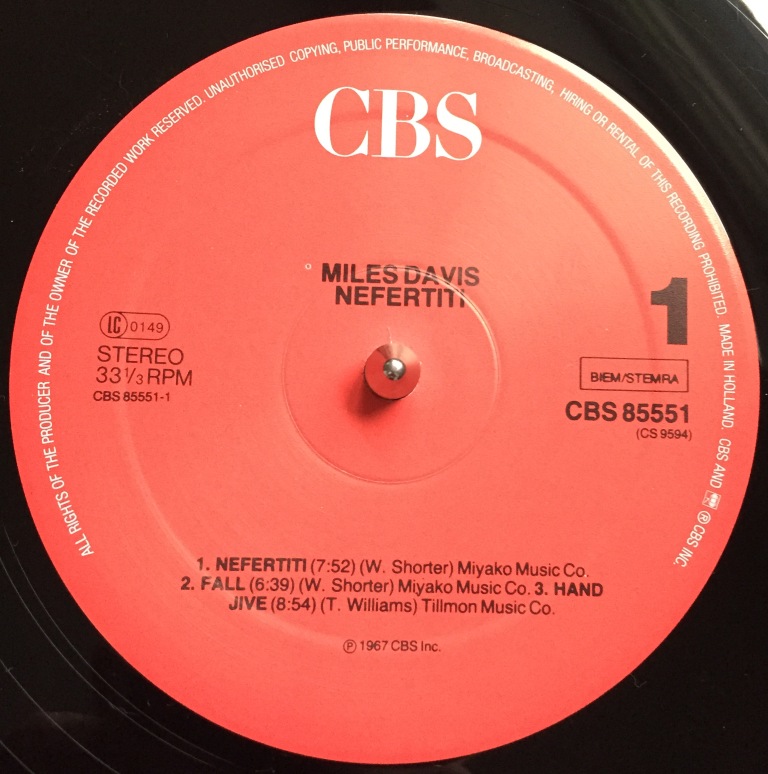 ALL RIGHTS OF THE PRODUCER AND OF THE OWNER OF THE RECORDED WORK RESERVED. UNAUTHORISED COPYING, PUBLIC PERFORMANCE, BROADCASTING, HIRING OR RENTAL OF THIS RECORDING PROHIBITED. MADE IN HOLLAND. CBS AND ℗ CBS INC.
CBS
MILES DAVIS
NEFERTITI
1
LC 0149
STEREO
33 1/3 RPM
CBS 85551-1
BIEM/STEMRA
CBS 85551
(CS 9594)
1. NEFERTITI (7:52) (W. Shorter) Miyako Music Co.
2. FALL (6:39) (W. Shorter) Miyako Music Co. 3. HAND
JIVE (8:54) (T. Williams) Tillmon Music Co.
℗ 1967 CBS Inc.